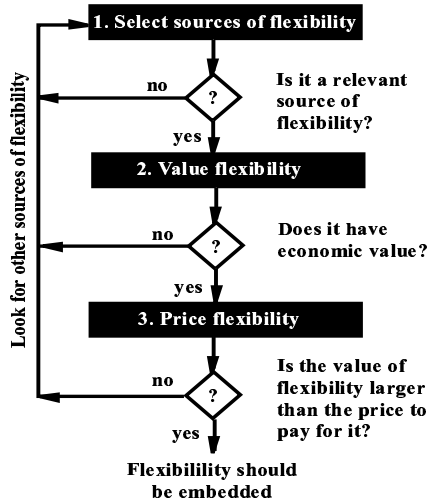 1. Select sources of flexibility
?
no
yes
Is it a relevant
source of
flexibility?
2. Value flexibility
?
no
yes
Does it have
economic value?
3. Price flexibility
?
no
yes
Is the value of
flexibility larger
than the price to
pay for it?
Flexibilility should
be embedded
Look for other sources of flexibility